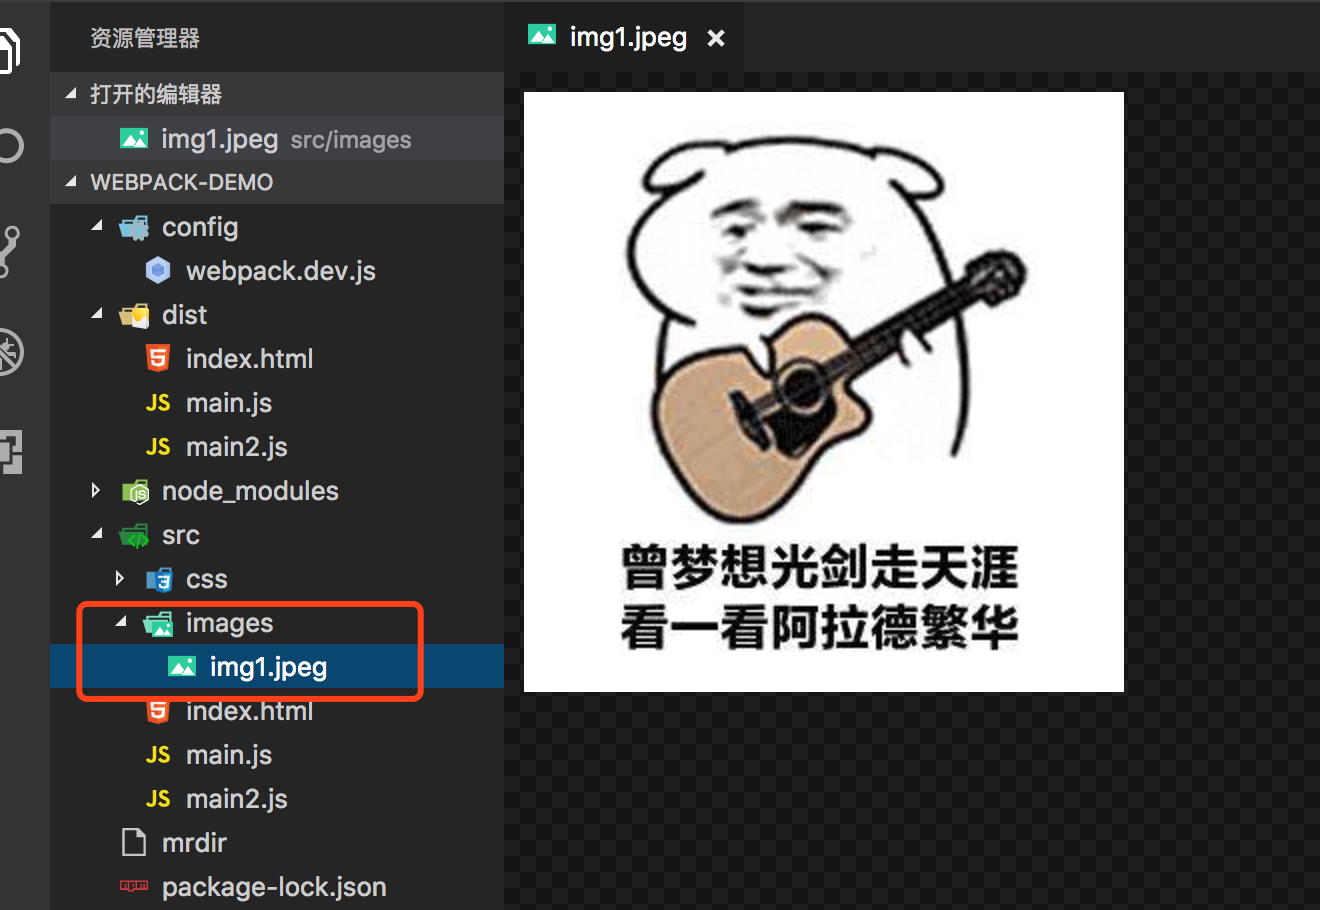 资源管理器
打开的编辑器
img1.jpeg src/images
WEBPACK-DEMO
config
webpack.dev.js
dist
index.html
JS main.js
JS main2.js
node_modules
src
css
images
img1.jpeg
index.html
JS main.js
JS main2.js
mrdir
package-lock.json
img1.jpeg
曾梦想光剑走天涯
看一看阿拉德繁华